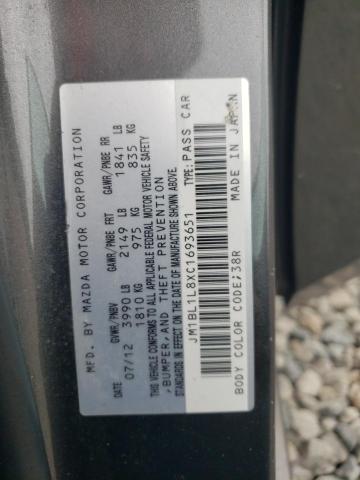 MFD. BY MAZDA MOTOR CORPORATION
DATE GVWR/PNBV GAWR/PNBE FRT GAWR/PNBE RR
07/12 3990 LB 2149 LB 1841 LB
1810 KG 975 KG 835 KG
THIS VEHICLE CONFORMS TO ALL APPLICABLE FEDERAL MOTOR VEHICLE SAFETY
,BUMPER, AND THEFT PREVENTION
STANDARDS IN EFFECT ON THE DATE OF MANUFACTURE SHOWN ABOVE.
JM1BL1L8XC1693651 TYPE:PASS CAR
BODY COLOR CODE;38R MADE IN JAPAN